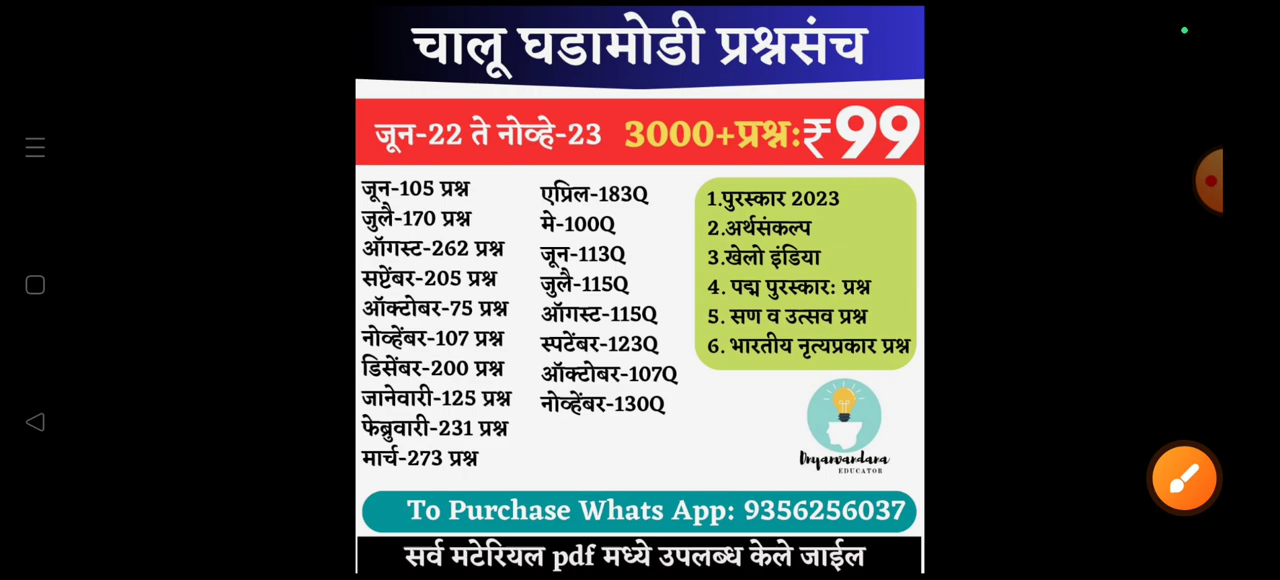 चालू घडामोडी प्रश्नसंच
जून-22 ते नोव्हे-23 3000+प्रश्न:₹99
जून-105 प्रश्न
जुलै-170 प्रश्न
ऑगस्ट-262 प्रश्न
सप्टेंबर-205 प्रश्न
ऑक्टोबर-75 प्रश्न
नोव्हेंबर-107 प्रश्न
डिसेंबर-200 प्रश्न
जानेवारी-125 प्रश्न
फेब्रुवारी-231 प्रश्न
मार्च-273 प्रश्न
एप्रिल-183Q
मे-100Q
जून-113Q
जुलै-115Q
ऑगस्ट-115Q
स्पटेंबर-123Q
ऑक्टोबर-107Q
नोव्हेंबर-130Q
1.पुरस्कार 2023
2.अर्थसंकल्प
3.खेलो इंडिया
4. पद्म पुरस्कार: प्रश्न
5. सण व उत्सव प्रश्न
6. भारतीय नृत्यप्रकार प्रश्न
Dnyanvandana
EDUCATOR
To Purchase Whats App: 9356256037
सर्व मटेरियल pdf मध्ये उपलब्ध केले जाईल